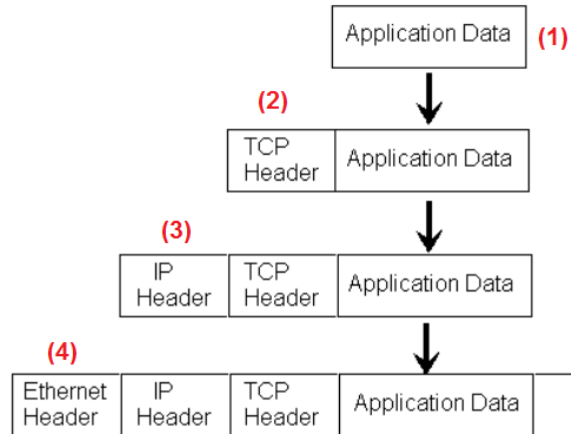 Application Data (1)
(2)
TCP Application Data
Header
(3)
IP TCP Application Data
Header Header
(4)
Ethernet IP TCP Application Data
Header Header Header